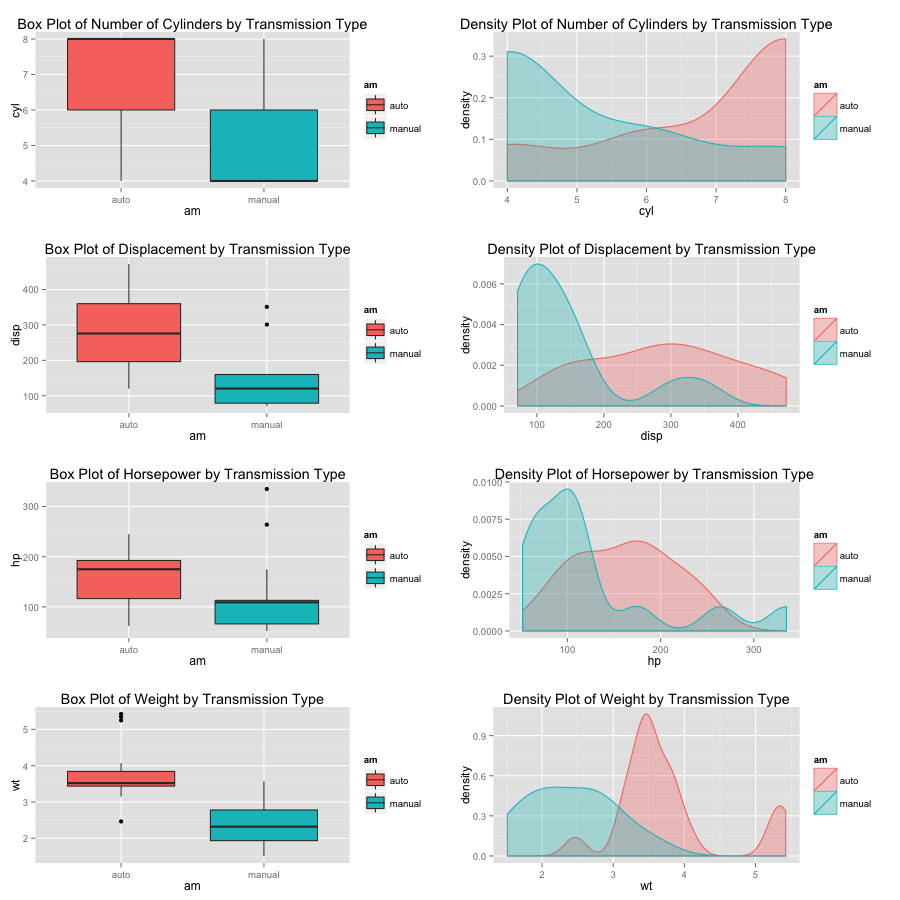 Box Plot of Number of Cylinders by Transmission Type
8
7
6
5
4
cyl
auto manual
am
am
auto
manual
Density Plot of Number of Cylinders by Transmission Type
0.3
0.2
0.1
0.0
density
4 5 6 7 8
cyl
am
auto
manual
Box Plot of Displacement by Transmission Type
400
300
200
100
disp
auto manual
am
am
auto
manual
Density Plot of Displacement by Transmission Type
0.006
0.004
0.002
0.000
density
100 200 300 400
disp
am
auto
manual
Box Plot of Horsepower by Transmission Type
300
200
100
hp
auto manual
am
am
auto
manual
Density Plot of Horsepower by Transmission Type
0.0100
0.0075
0.0050
0.0025
0.0000
density
100 200 300
hp
am
auto
manual
Box Plot of Weight by Transmission Type
5
4
3
2
wt
auto manual
am
am
auto
manual
Density Plot of Weight by Transmission Type
0.9
0.6
0.3
0.0
density
2 3 4 5
wt
am
auto
manual